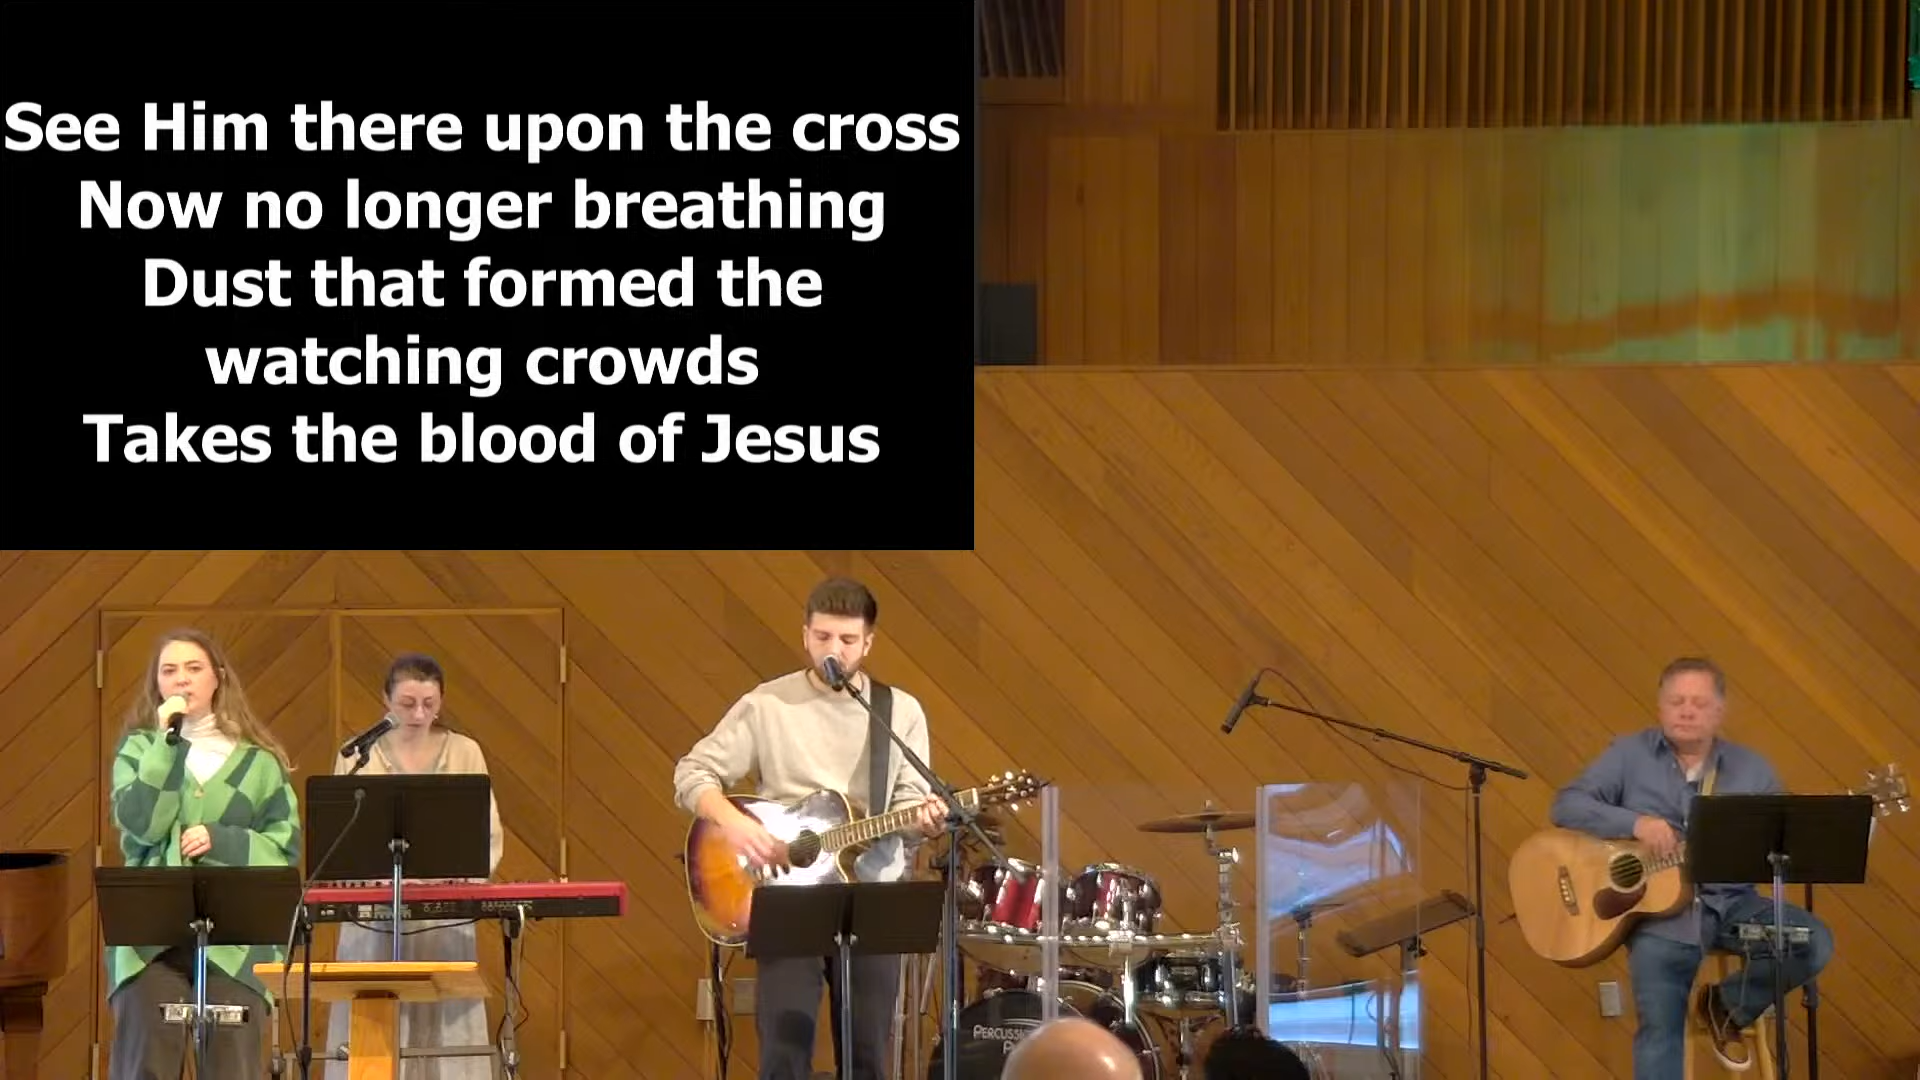 See Him there upon the cross
Now no longer breathing
Dust that formed the
watching crowds
Takes the blood of Jesus